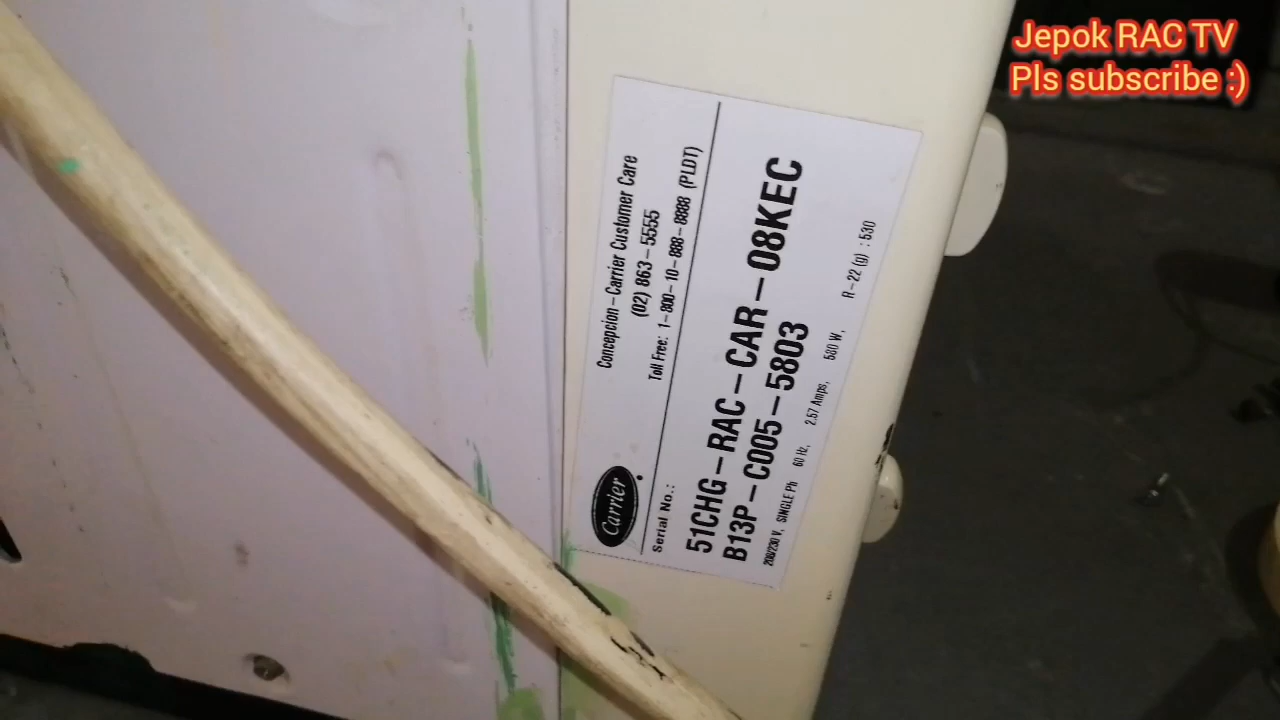 Jepok RAC TV
Pls subscribe :)
Carrier
Concepcion-Carrier Customer Care
(02) 863-5555
Toll Free: 1-800-10-888-8888 (PLDT)
Serial No.:
51CHG-RAC-CAR-08KEC
B13P-C005-5803
208/230 V, SINGLE Ph 60 Hz, 2.57 Amps, 580 W, R-22 (g) : 530